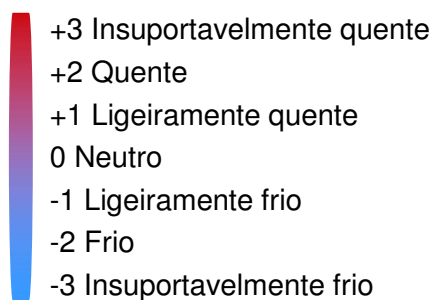 +3 Insuportavelmente quente
+2 Quente
+1 Ligeiramente quente
0 Neutro
-1 Ligeiramente frio
-2 Frio
-3 Insuportavelmente frio